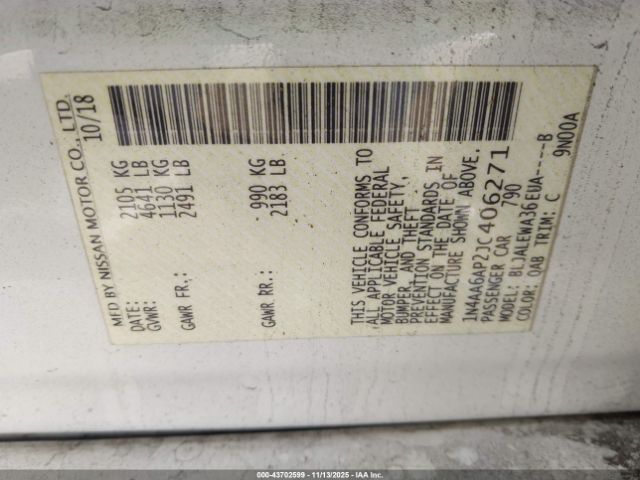 MFD BY NISSAN MOTOR CO., LTD.
DATE: 10/18
GVWR: 2105 KG
4641 LB
GAWR FR.: 1130 KG
2491 LB
GAWR RR.: 990 KG
2183 LB.
THIS VEHICLE CONFORMS TO
ALL APPLICABLE FEDERAL
MOTOR VEHICLE SAFETY,
BUMPER, AND THEFT
PREVENTION STANDARDS IN
EFFECT ON THE DATE OF
MANUFACTURE SHOWN ABOVE.
1N4AA6AP2JC406271
PASSENGER CAR 790
MODEL: BLJALEWA36EUA----B
COLOR: QAB TRIM: C 9N00A
000-43702599 - 11/13/2025 - IAA Inc.